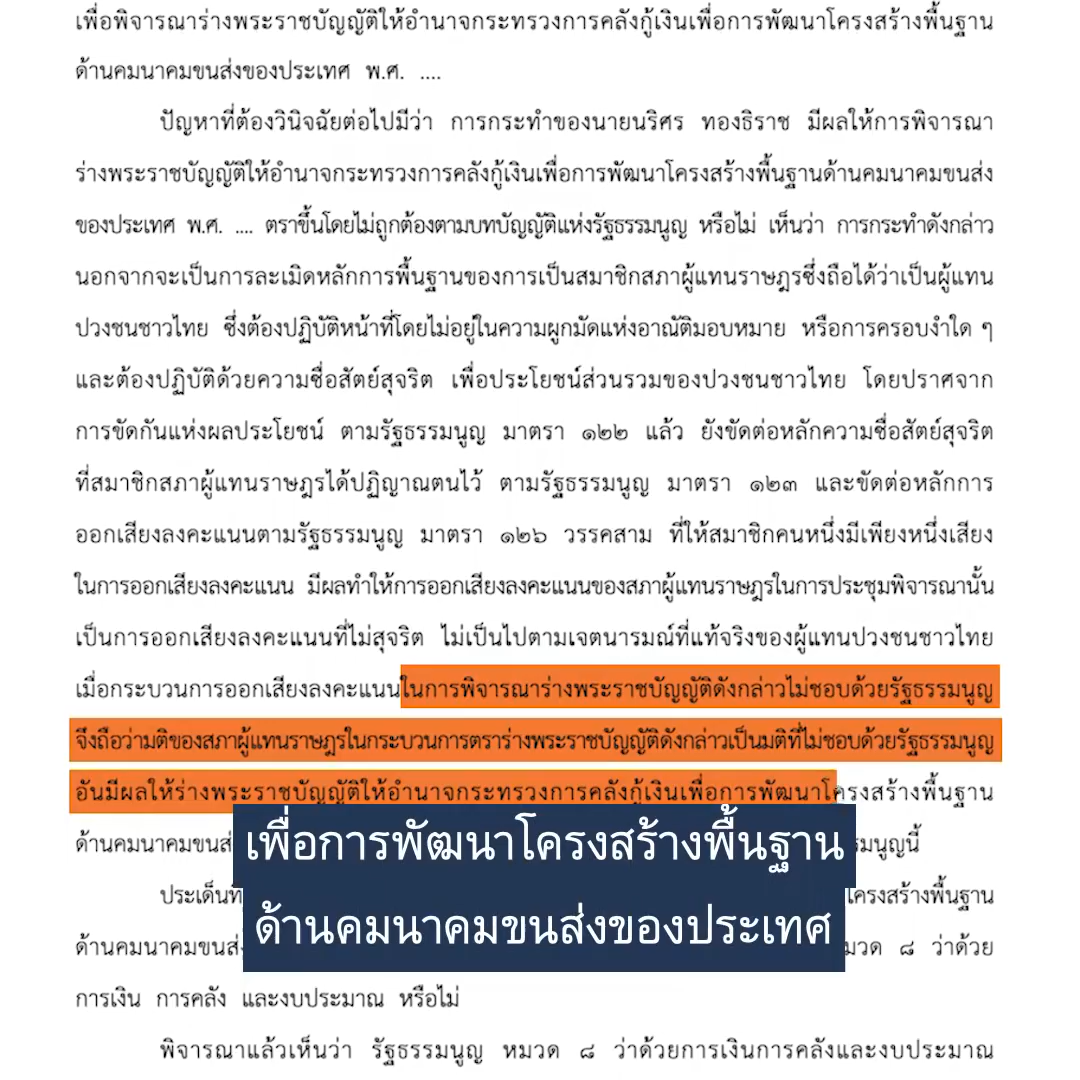 เพื่อพิจารณาร่างพระราชบัญญัติให้อำนาจกระทรวงการคลังกู้เงินเพื่อการพัฒนาโครงสร้างพื้นฐาน
ด้านคมนาคมขนส่งของประเทศ พ.ศ. ....
ปัญหาที่ต้องวินิจฉัยต่อไปมีว่า การกระทำของนายนริศร ทองธิราช มีผลให้การพิจารณา
ร่างพระราชบัญญัติให้อำนาจกระทรวงการคลังกู้เงินเพื่อการพัฒนาโครงสร้างพื้นฐานด้านคมนาคมขนส่ง
ของประเทศ พ.ศ. .... ตราขึ้นโดยไม่ถูกต้องตามบทบัญญัติแห่งรัฐธรรมนูญ หรือไม่ เห็นว่า การกระทำดังกล่าว
นอกจากจะเป็นการละเมิดหลักการพื้นฐานของการเป็นสมาชิกสภาผู้แทนราษฎรซึ่งถือได้ว่าเป็นผู้แทน
ปวงชนชาวไทย ซึ่งต้องปฏิบัติหน้าที่โดยไม่อยู่ในความผูกมัดแห่งอาณัติมอบหมาย หรือการครอบงำใด ๆ
และต้องปฏิบัติด้วยความซื่อสัตย์สุจริต เพื่อประโยชน์ส่วนรวมของปวงชนชาวไทย โดยปราศจาก
การขัดกันแห่งผลประโยชน์ ตามรัฐธรรมนูญ มาตรา ๑๒๒ แล้ว ยังขัดต่อหลักความซื่อสัตย์สุจริต
ที่สมาชิกสภาผู้แทนราษฎรได้ปฏิญาณตนไว้ ตามรัฐธรรมนูญ มาตรา ๑๒๓ และขัดต่อหลักการ
ออกเสียงลงคะแนนตามรัฐธรรมนูญ มาตรา ๑๒๖ วรรคสาม ที่ให้สมาชิกคนหนึ่งมีเพียงหนึ่งเสียง
ในการออกเสียงลงคะแนน มีผลทำให้การออกเสียงลงคะแนนของสภาผู้แทนราษฎรในการประชุมพิจารณานั้น
เป็นการออกเสียงลงคะแนนที่ไม่สุจริต ไม่เป็นไปตามเจตนารมณ์ที่แท้จริงของผู้แทนปวงชนชาวไทย
เมื่อกระบวนการออกเสียงลงคะแนนในการพิจารณาร่างพระราชบัญญัติดังกล่าวไม่ชอบด้วยรัฐธรรมนูญ
จึงถือว่ามติของสภาผู้แทนราษฎรในกระบวนการตราร่างพระราชบัญญัติดังกล่าวเป็นมติที่ไม่ชอบด้วยรัฐธรรมนูญ
อันมีผลให้ร่างพระราชบัญญัติให้อำนาจกระทรวงการคลังกู้เงินเพื่อการพัฒนาโครงสร้างพื้นฐาน
เพื่อการพัฒนาโครงสร้างพื้นฐาน
ด้านคมนาคมขนส่งของประเทศ
ด้านคมนาคมขนส่ รมนูญนี้
ประเด็นที่ โครงสร้างพื้นฐาน
ด้านคมนาคมขนส่ หมวด ๘ ว่าด้วย
การเงิน การคลัง และงบประมาณ หรือไม่
พิจารณาแล้วเห็นว่า รัฐธรรมนูญ หมวด ๘ ว่าด้วยการเงินการคลังและงบประมาณ